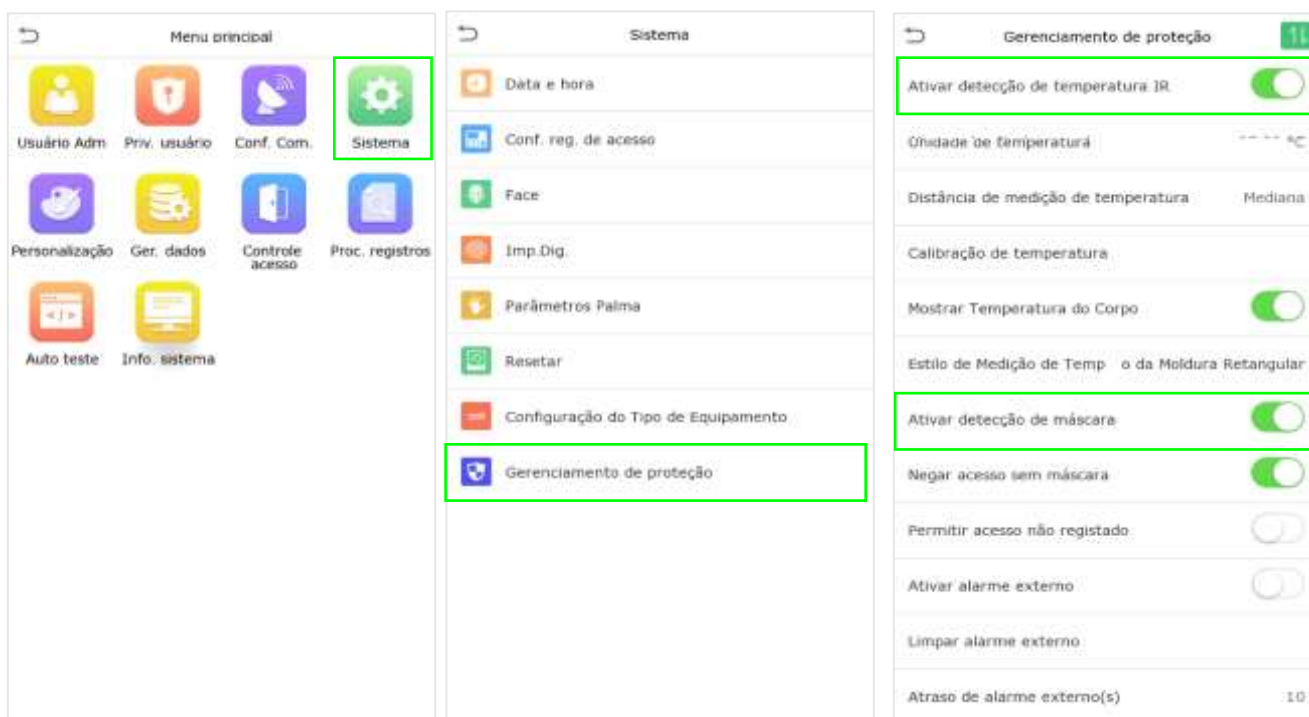 Menu principal
Usuário Adm Priv. usuário Conf. Com. Sistema
Personalização Ger. dados Controle acesso Proc. registros
Auto teste Info. sistema
Sistema
Data e hora
Conf. reg. de acesso
Face
Imp.Dig.
Parâmetros Palma
Resetar
Configuração do Tipo de Equipamento
Gerenciamento de proteção
Gerenciamento de proteção
Ativar detecção de temperatura IR
Unidade de temperatura °C
Distância de medição de temperatura Mediana
Calibração de temperatura
Mostrar Temperatura do Corpo
Estilo de Medição de Temp o da Moldura Retangular
Ativar detecção de máscara
Negar acesso sem máscara
Permitir acesso não registado
Ativar alarme externo
Limpar alarme externo
Atraso de alarme externo(s) 10